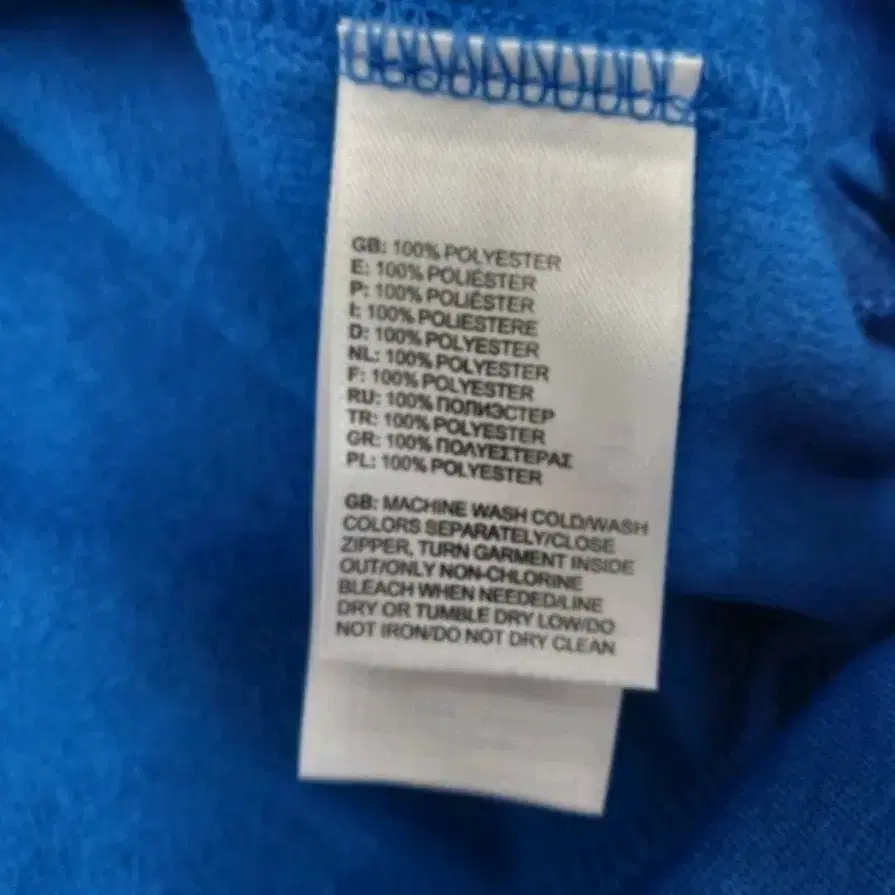 GB: 100% POLYESTER
E: 100% POLIÉSTER
P: 100% POLIÉSTER
I: 100% POLIESTERE
D: 100% POLYESTER
NL: 100% POLYESTER
F: 100% POLYESTER
RU: 100% ПОЛИЭСТЕР
TR: 100% POLYESTER
GR: 100% ΠΟΛΥΕΣΤΕΡΑΣ
PL: 100% POLYESTER
GB: MACHINE WASH COLD/WASH
COLORS SEPARATELY/CLOSE
ZIPPER, TURN GARMENT INSIDE
OUT/ONLY NON-CHLORINE
BLEACH WHEN NEEDED/LINE
DRY OR TUMBLE DRY LOW/DO
NOT IRON/DO NOT DRY CLEAN